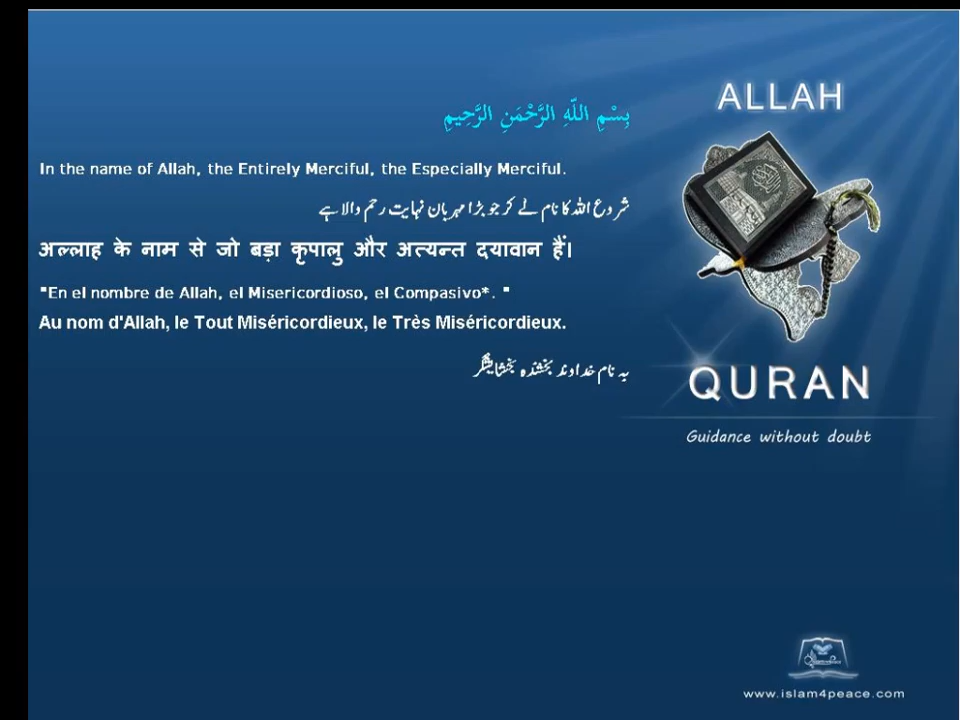 بِسْمِ اللّهِ الرَّحْمَنِ الرَّحِيمِ
In the name of Allah, the Entirely Merciful, the Especially Merciful.
شروع اللہ کا نام لے کر جو بڑا مہربان نہایت رحم والا ہے
अल्लाह के नाम से जो बड़ा कृपालु और अत्यन्त दयावान हैं।
"En el nombre de Allah, el Misericordioso, el Compasivo*. "
Au nom d'Allah, le Tout Miséricordieux, le Très Miséricordieux.
به نام خداوند بخشنده بخشایشگر
ALLAH
QURAN
Guidance without doubt
www.islam4peace.com